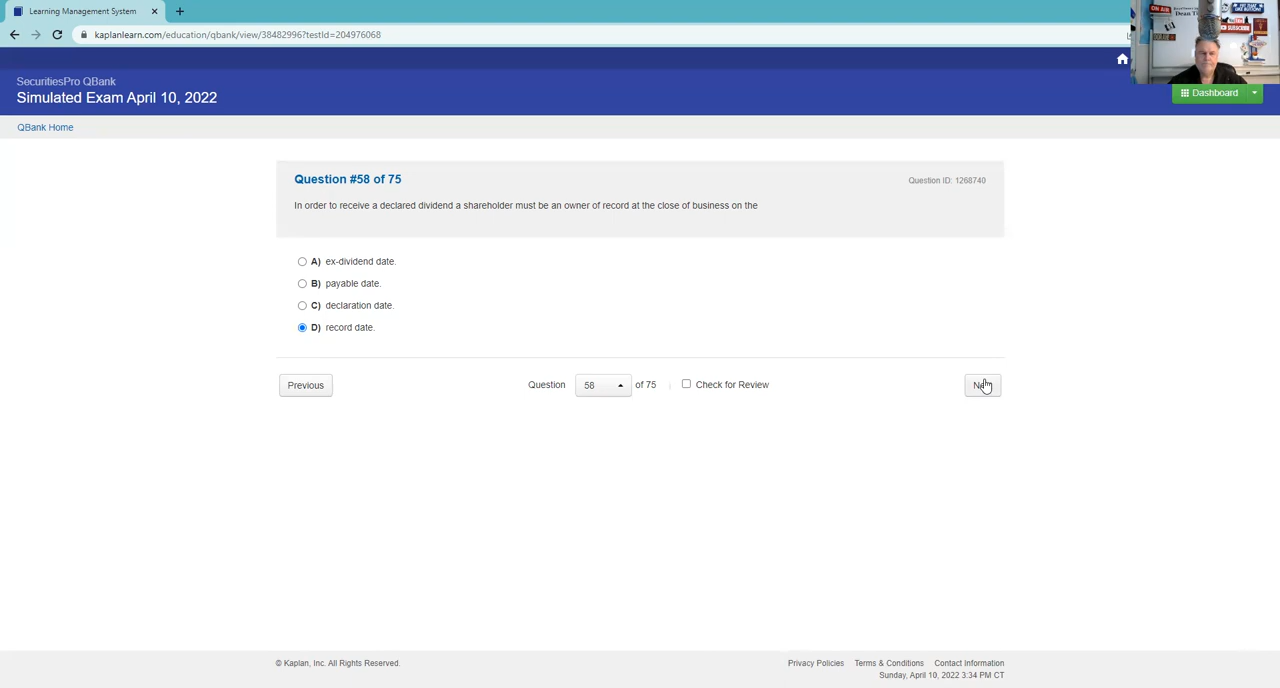 Learning Management System
kaplanlearn.com/education/qbank/view/38482996?testId=204976068
ON AIR
SecuritiesPro QBank
Simulated Exam April 10, 2022
Dashboard
QBank Home
Question #58 of 75
Question ID: 1268740
In order to receive a declared dividend a shareholder must be an owner of record at the close of business on the
A) ex-dividend date.
B) payable date.
C) declaration date.
D) record date.
Previous
Question 58 of 75
Check for Review
© Kaplan, Inc. All Rights Reserved.
Privacy Policies Terms & Conditions Contact Information
Sunday, April 10, 2022 3:34 PM CT